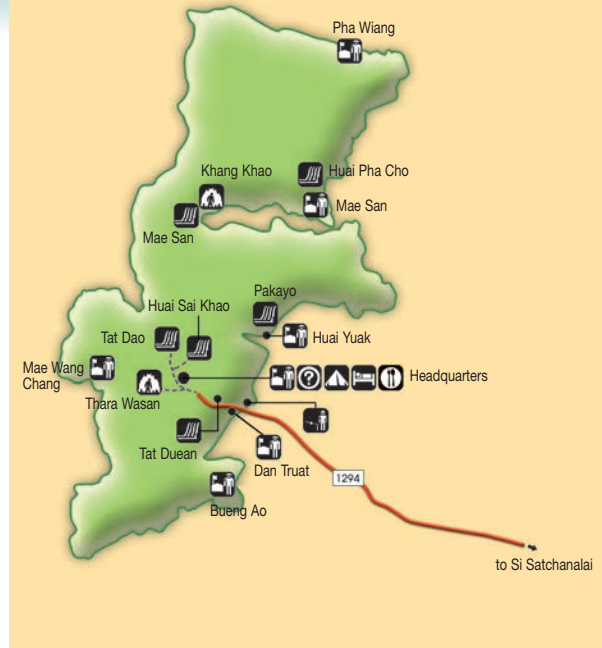 Pha Wiang
Khang Khao
Huai Pha Cho
Mae San
Mae San
Pakayo
Huai Sai Khao
Tat Dao
Huai Yuak
Mae Wang
Chang
Headquarters
Thara Wasan
Tat Duean
Dan Truat
1294
Bueng Ao
to Si Satchanalai